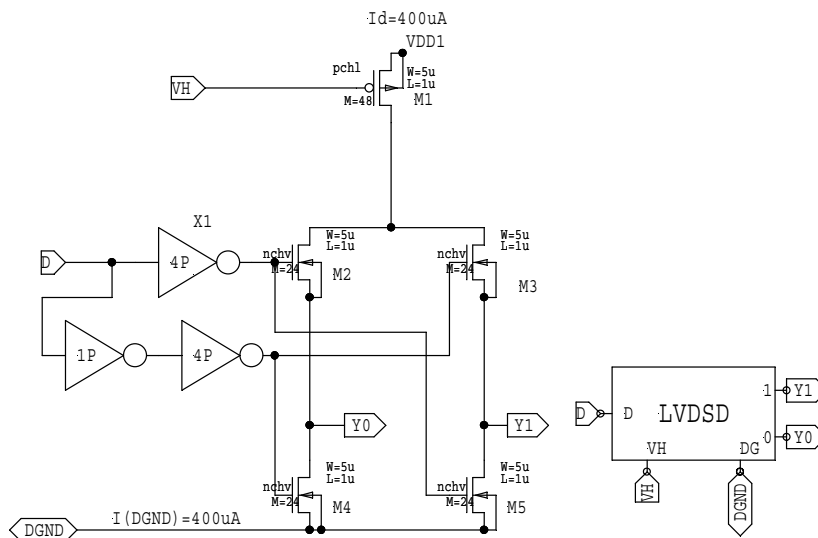 Id=400uA
VDD1
pchl
W=5u
L=1u
VH
M=48
M1
X1
D
4P
nchv
W=5u
L=1u
M=24
M2
nchv
W=5u
L=1u
M=24
M3
1P
4P
Y0
Y1
nchv
W=5u
L=1u
M=24
M4
nchv
W=5u
L=1u
M=24
M5
DGND
I(DGND)=400uA
D
D
LVDSD
1
Y1
0
Y0
VH
DG
VH
DGND